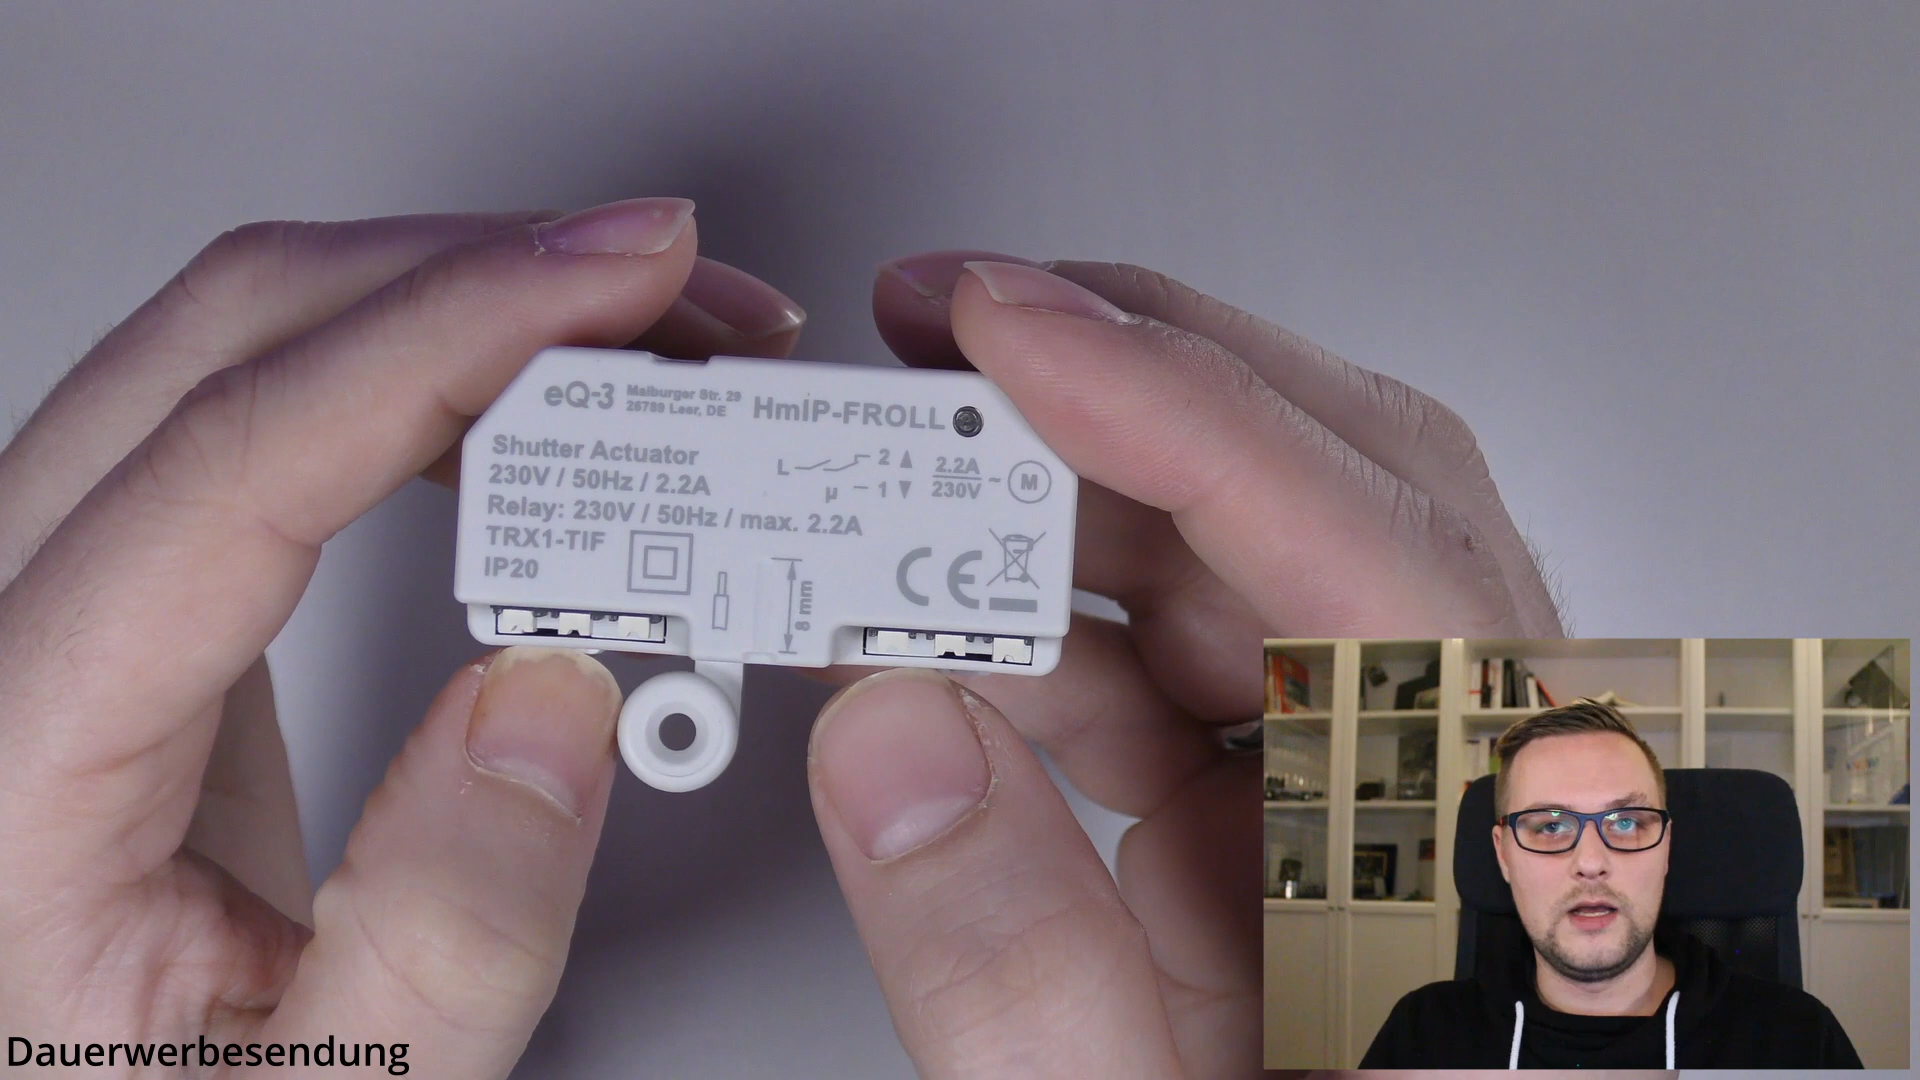 eQ-3 Maiburger Str. 29 HmIP-FROLL
26789 Leer, DE
Shutter Actuator
230V / 50Hz / 2.2A
Relay: 230V / 50Hz / max. 2.2A
TRX1-TIF
IP20
L 2 ▲
µ 1 ▼
2.2A
230V ~ M
8 mm
CE
Dauerwerbesendung